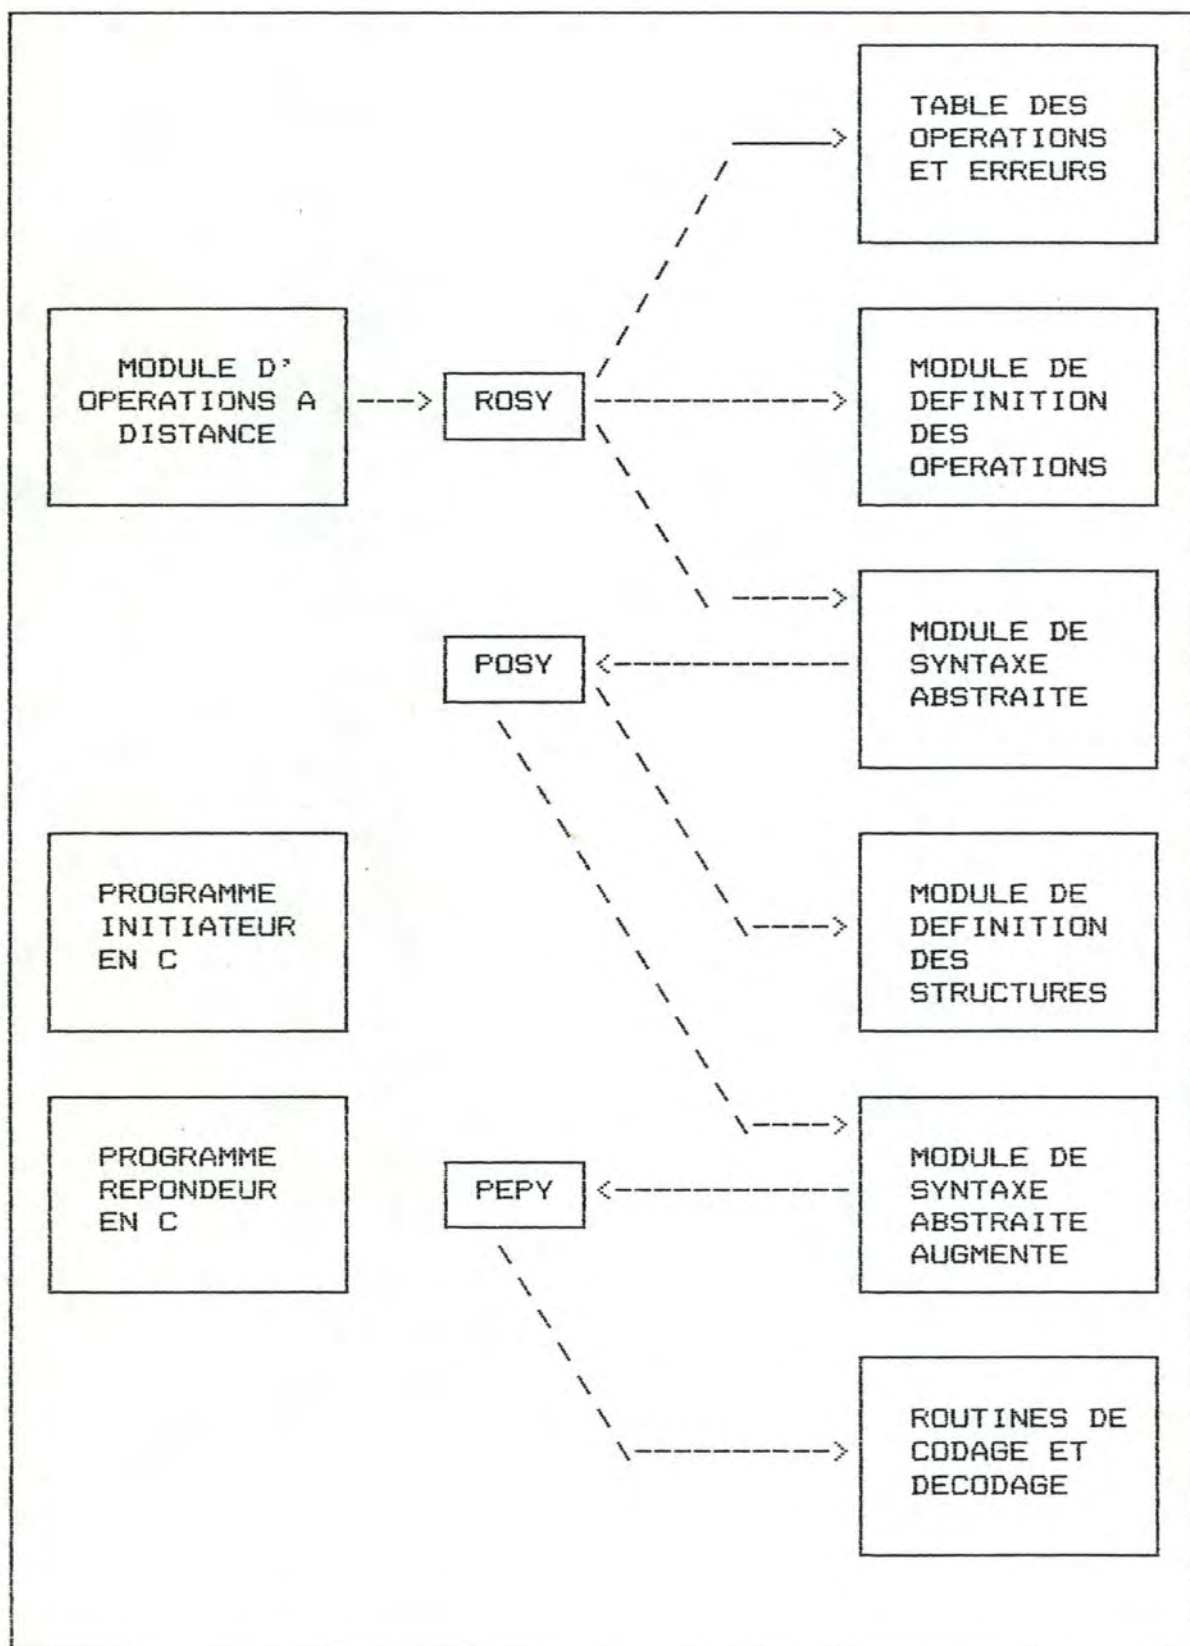 TABLE DES
OPERATIONS
ET ERREURS
MODULE D'
OPERATIONS A
DISTANCE
ROSY
MODULE DE
DEFINITION
DES
OPERATIONS
MODULE DE
SYNTAXE
ABSTRAITE
POSY
PROGRAMME
INITIATEUR
EN C
MODULE DE
DEFINITION
DES
STRUCTURES
PROGRAMME
REPONDEUR
EN C
PEPY
MODULE DE
SYNTAXE
ABSTRAITE
AUGMENTE
ROUTINES DE
CODAGE ET
DECODAGE